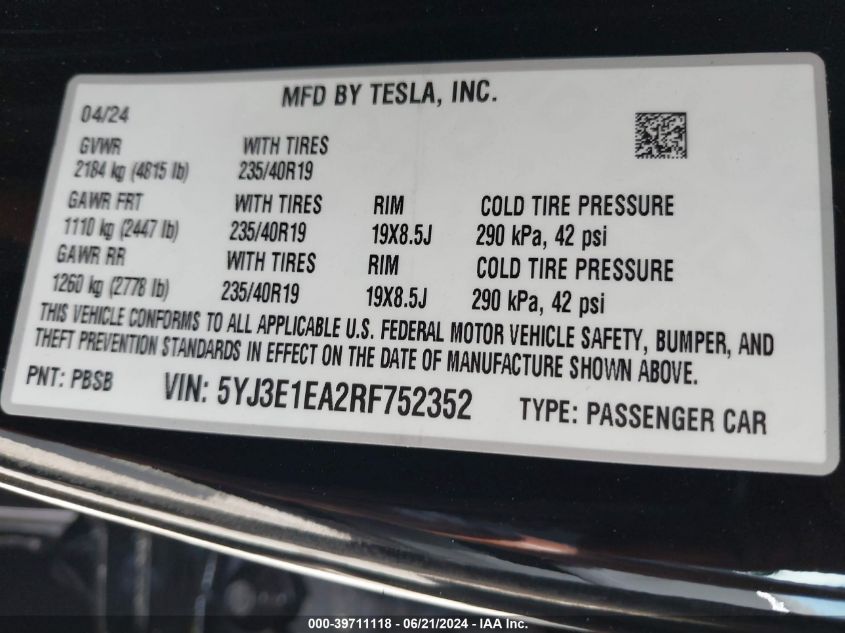 MFD BY TESLA, INC.
04/24
GVWR WITH TIRES
2184 kg (4815 lb) 235/40R19
GAWR FRT WITH TIRES RIM COLD TIRE PRESSURE
1110 kg (2447 lb) 235/40R19 19X8.5J 290 kPa, 42 psi
GAWR RR WITH TIRES RIM COLD TIRE PRESSURE
1260 kg (2778 lb) 235/40R19 19X8.5J 290 kPa, 42 psi
THIS VEHICLE CONFORMS TO ALL APPLICABLE U.S. FEDERAL MOTOR VEHICLE SAFETY, BUMPER, AND
THEFT PREVENTION STANDARDS IN EFFECT ON THE DATE OF MANUFACTURE SHOWN ABOVE.
PNT: PBSB VIN: 5YJ3E1EA2RF752352 TYPE: PASSENGER CAR
000-39711118 - 06/21/2024 - IAA Inc.